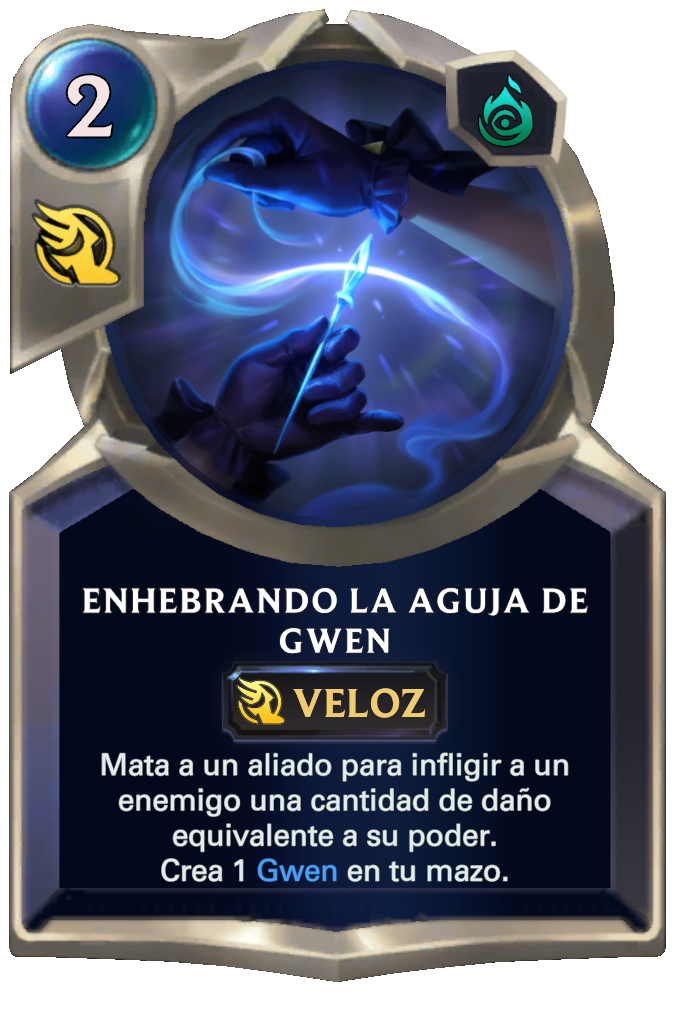 2
ENHEBRANDO LA AGUJA DE
GWEN
VELOZ
Mata a un aliado para infligir a un
enemigo una cantidad de daño
equivalente a su poder.
Crea 1 Gwen en tu mazo.